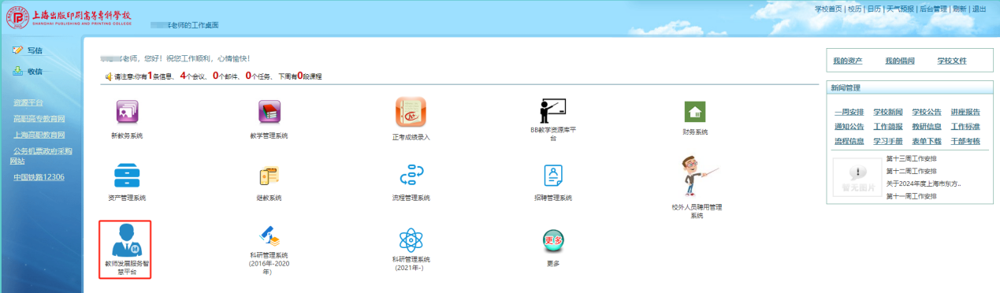 上海出版印刷高等专科學校
SHANGHAI PUBLISHING AND PRINTING COLLEGE
老师的工作桌面
学校首页 | 校历 | 日历 | 天气预报 | 后台管理 | 刷新 | 退出
写信
收信
资源平台
高职高专教育网
上海高职教育网
公务机票政府采购
网站
中国铁路12306
老师，您好！祝您工作顺利，心情愉快！
请注意:你有1条信息、 4个会议、 0个邮件、 0个任务、 下周有0段课程
新教务系统
教学管理系统
正考成绩录入
BB教学资源库平
台
财务系统
资产管理系统
继教系统
流程管理系统
招聘管理系统
校外人员聘用管理
系统
教师发展服务智
慧平台
科研管理系统
(2016年-2020
年)
科研管理系统
(2021年-)
更多
更多
我的资产 我的借阅 学校文件
新闻管理
一周安排 学校新闻 学校公告 讲座报告
通知公告 工作简报 教研信息 工作标准
流程信息 学习手册 表单下载 干部考核
暂无图片
第十三周工作安排
第十二周工作安排
关于2024年度上海市东方..
第十一周工作安排